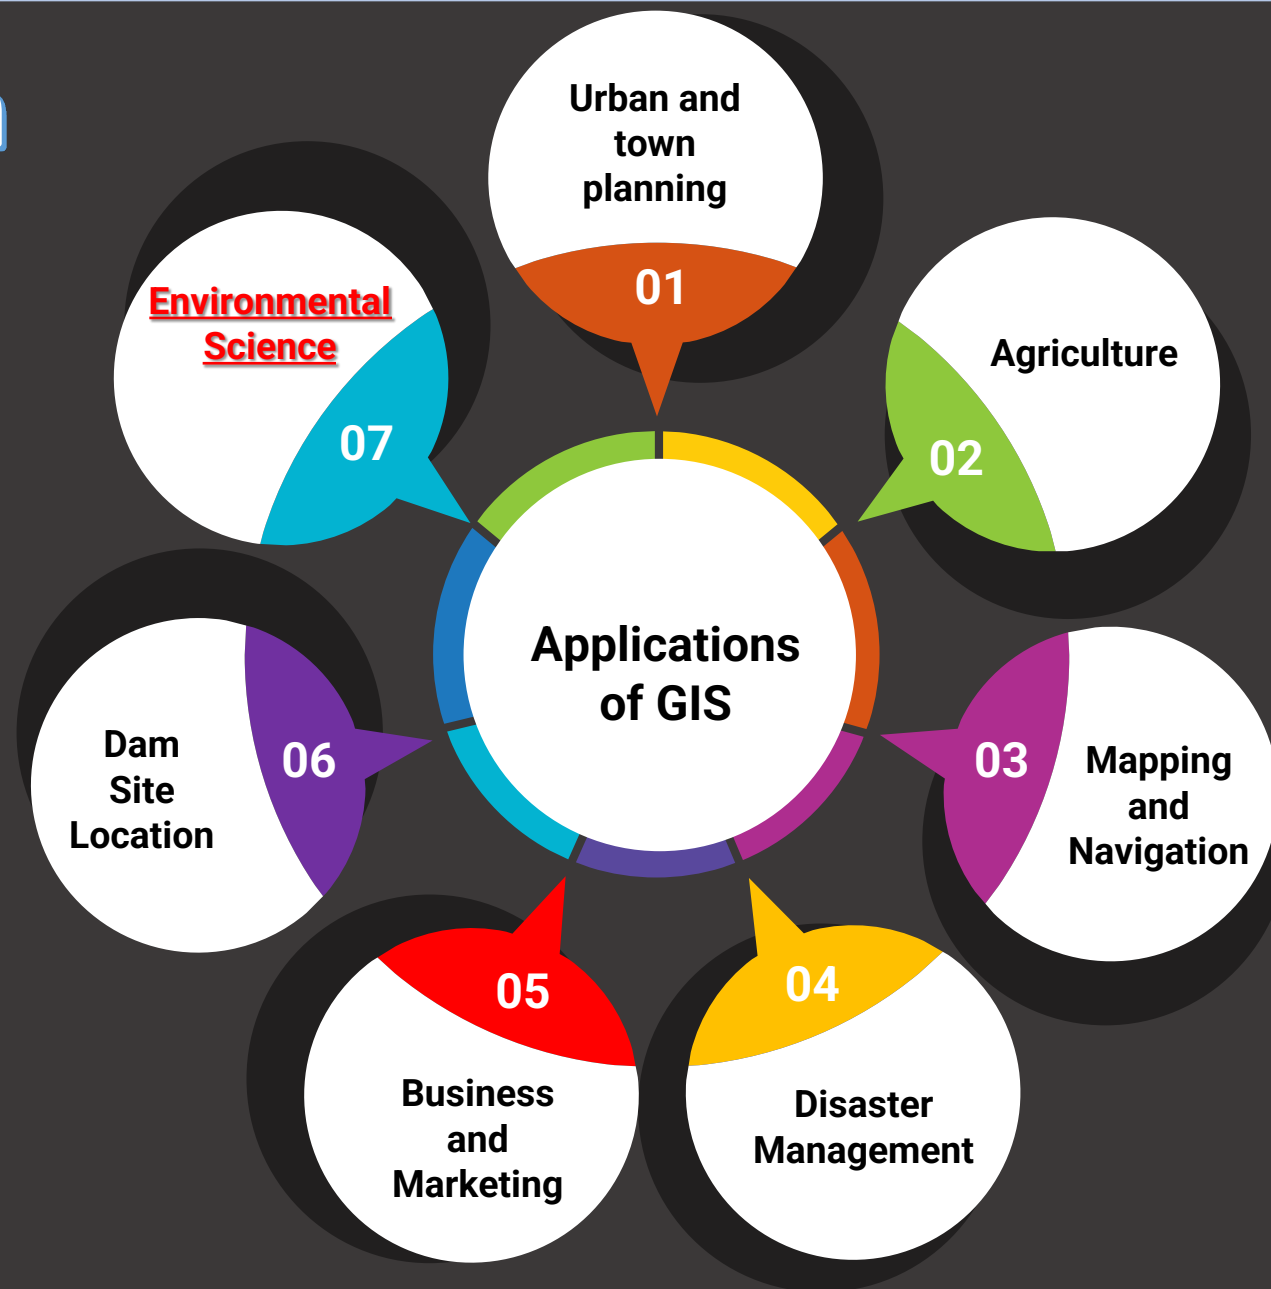 Urban and
town
planning
01
Agriculture
02
Mapping
and
Navigation
03
Disaster
Management
04
Business
and
Marketing
05
Dam
Site
Location
06
Environmental
Science
07
Applications
of GIS